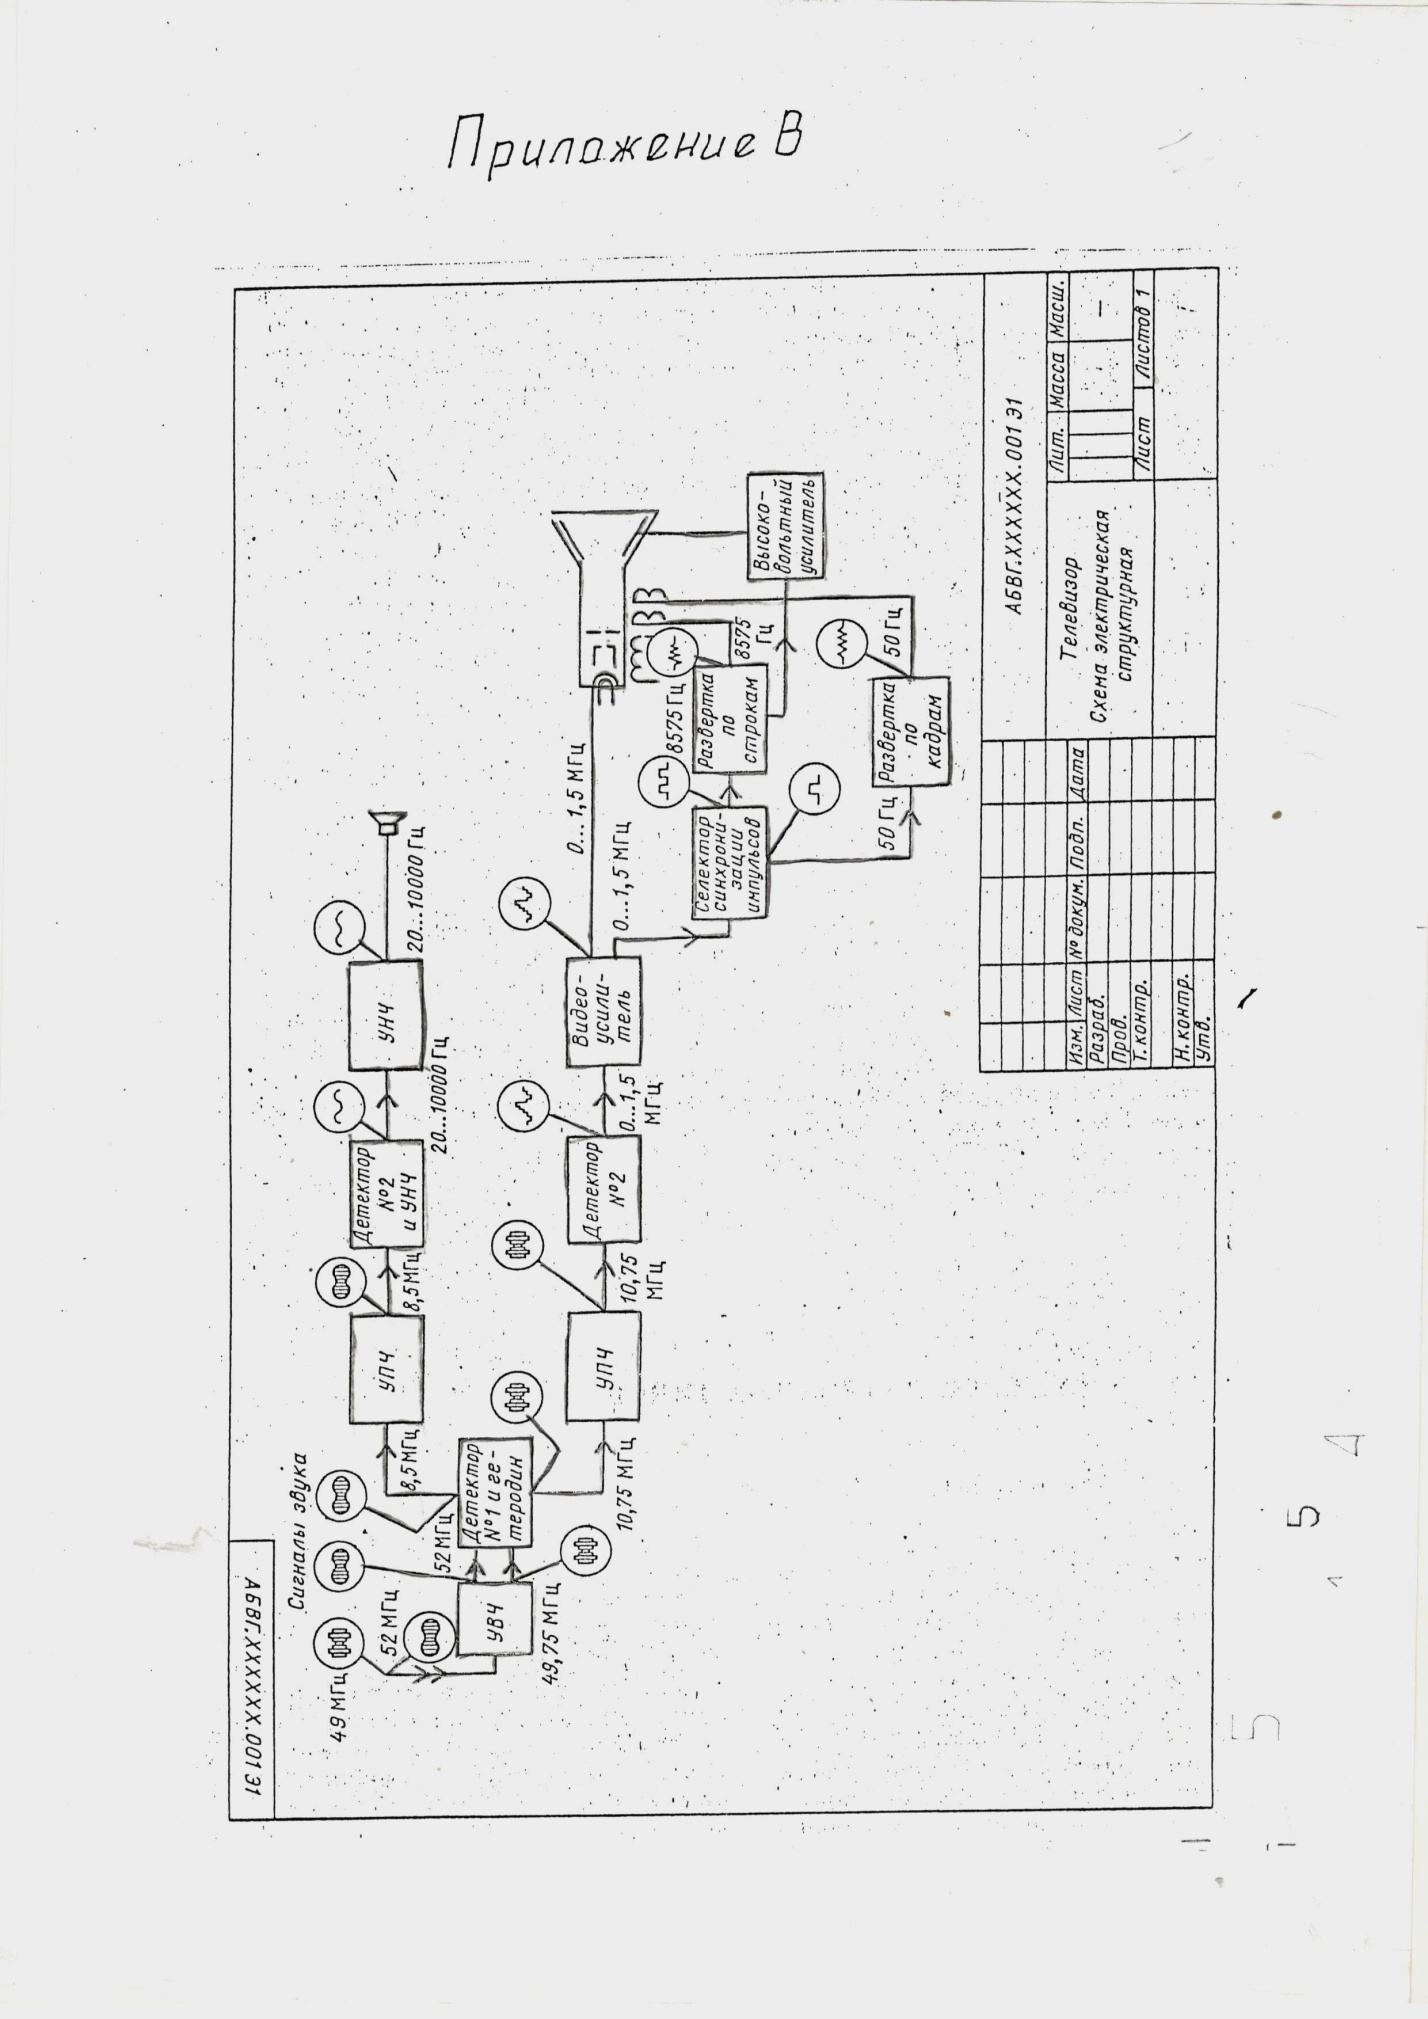 Приложение В
АБВГ.XXXXXX.001Э1
Сигналы звука
49 МГц
52 МГц
УВЧ
49,75 МГц
52 МГц
Детектор
№1 и ге-
теродин
8,5 МГц
УПЧ
8,5 МГц
Детектор
№2
и УНЧ
20...10000 Гц
УНЧ
20...10000 Гц
10,75 МГц
УПЧ
10,75
МГц
Детектор
№2
0...1,5
МГц
Видео-
усили-
тель
0...1,5 МГц
0...1,5 МГц
Селектор
синхрони-
зации
импульсов
8575 Гц
Развертка
по
строкам
8575
Гц
Высоко-
вольтный
усилитель
50 Гц
Развертка
по
кадрам
50 Гц
АБВГ.XXXXXX.001 Э1
Изм. Лист № докум. Подп. Дата
Разраб.
Пров.
Т. контр.
Н. контр.
Утв.
Телевизор
Схема электрическая
структурная
Лит. Масса Масш.
—
Лист Листов 1
5
5
4